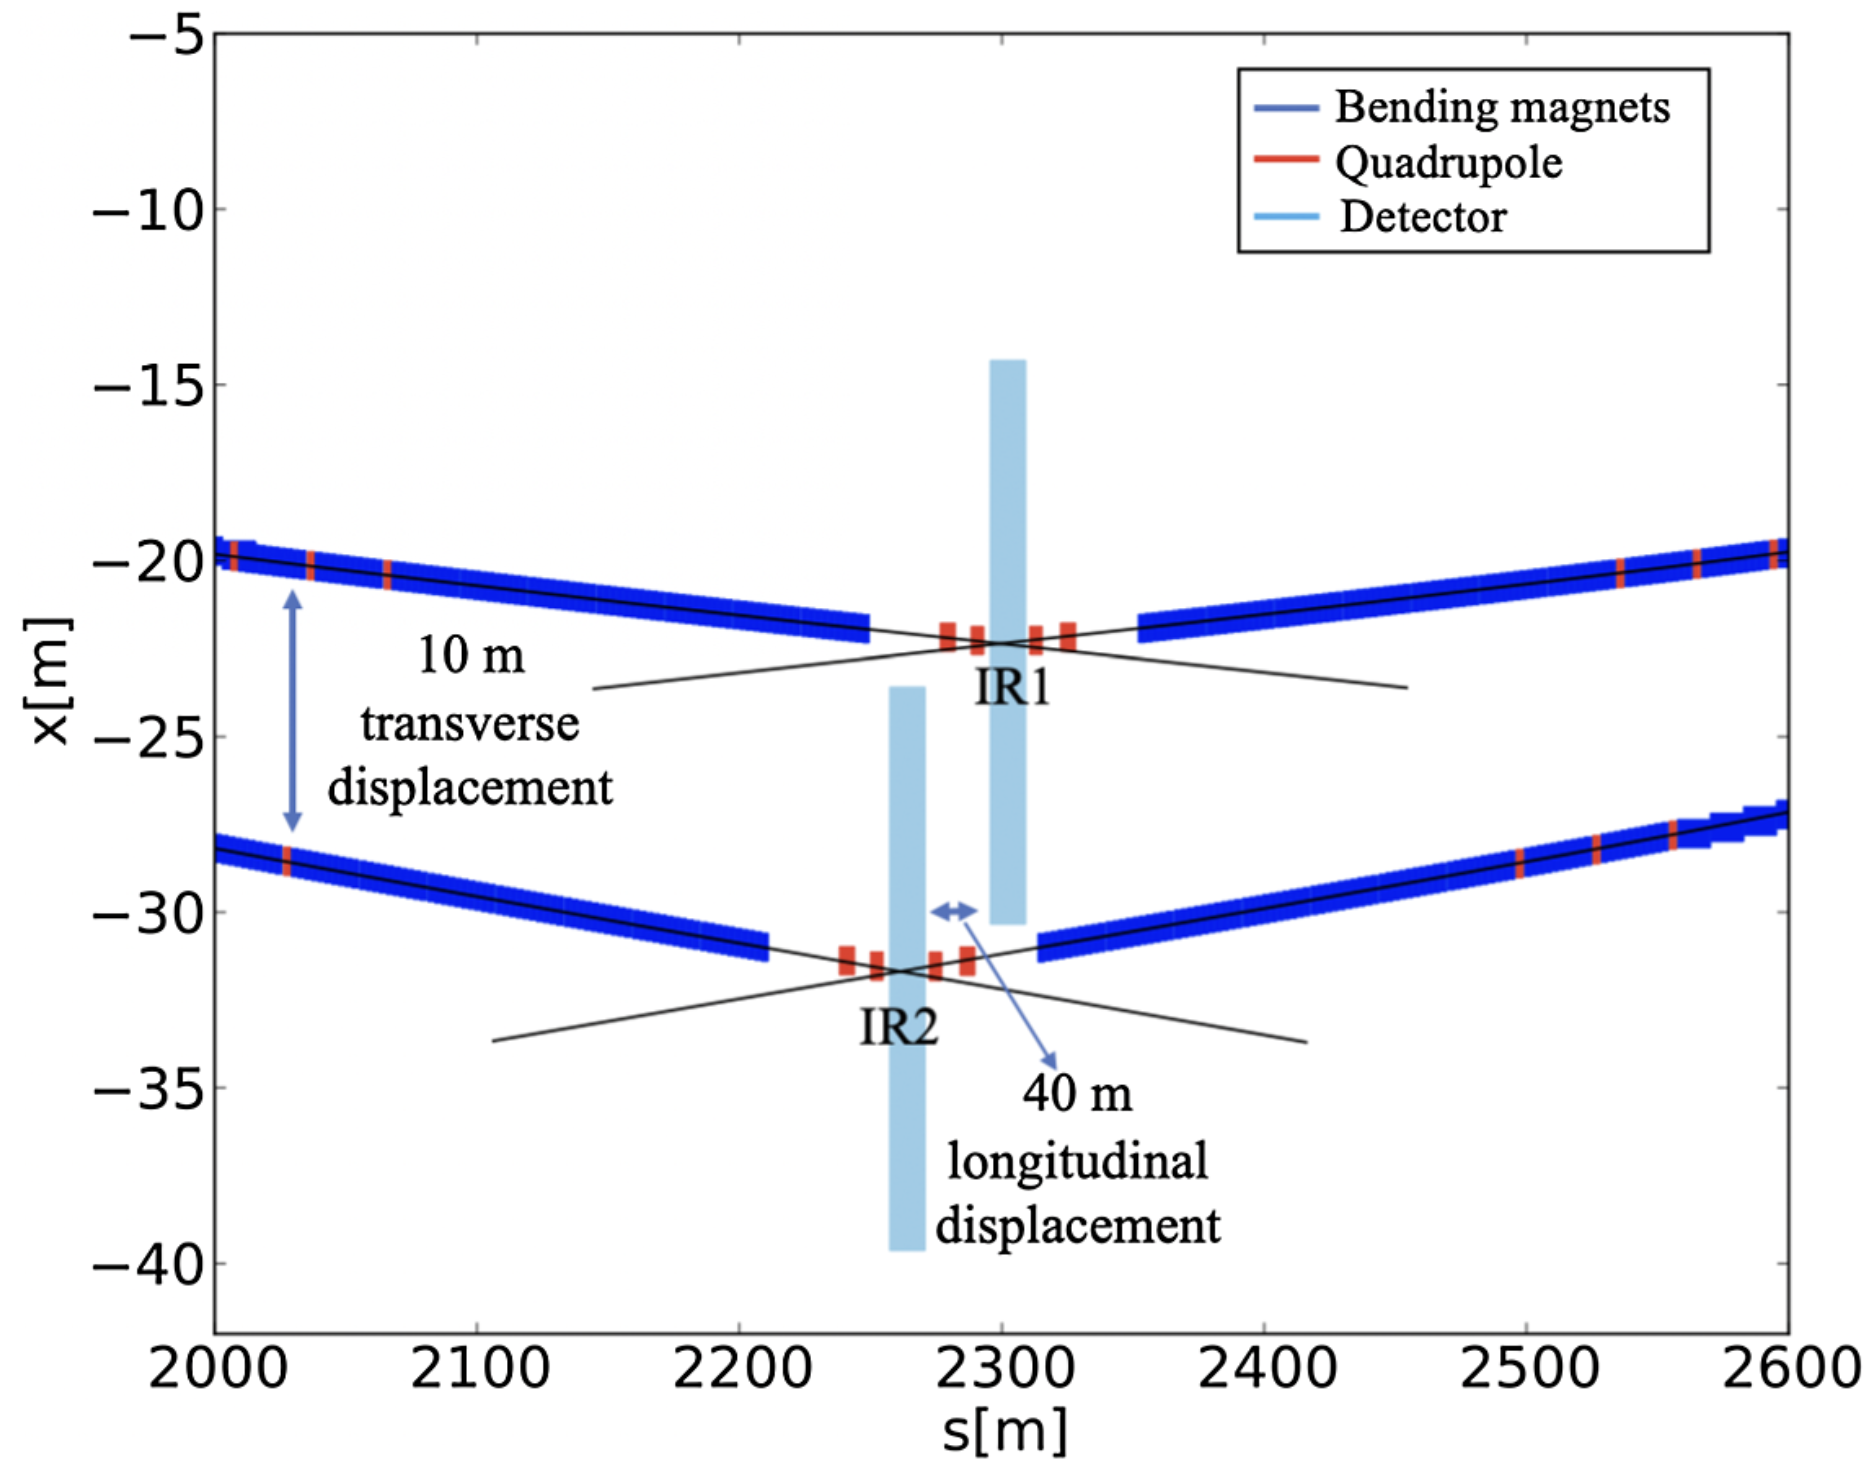 −5
−10
−15
−20
−25
−30
−35
−40
x[m]
2000 2100 2200 2300 2400 2500 2600
s[m]
Bending magnets
Quadrupole
Detector
10 m
transverse
displacement
IR1
IR2
40 m
longitudinal
displacement